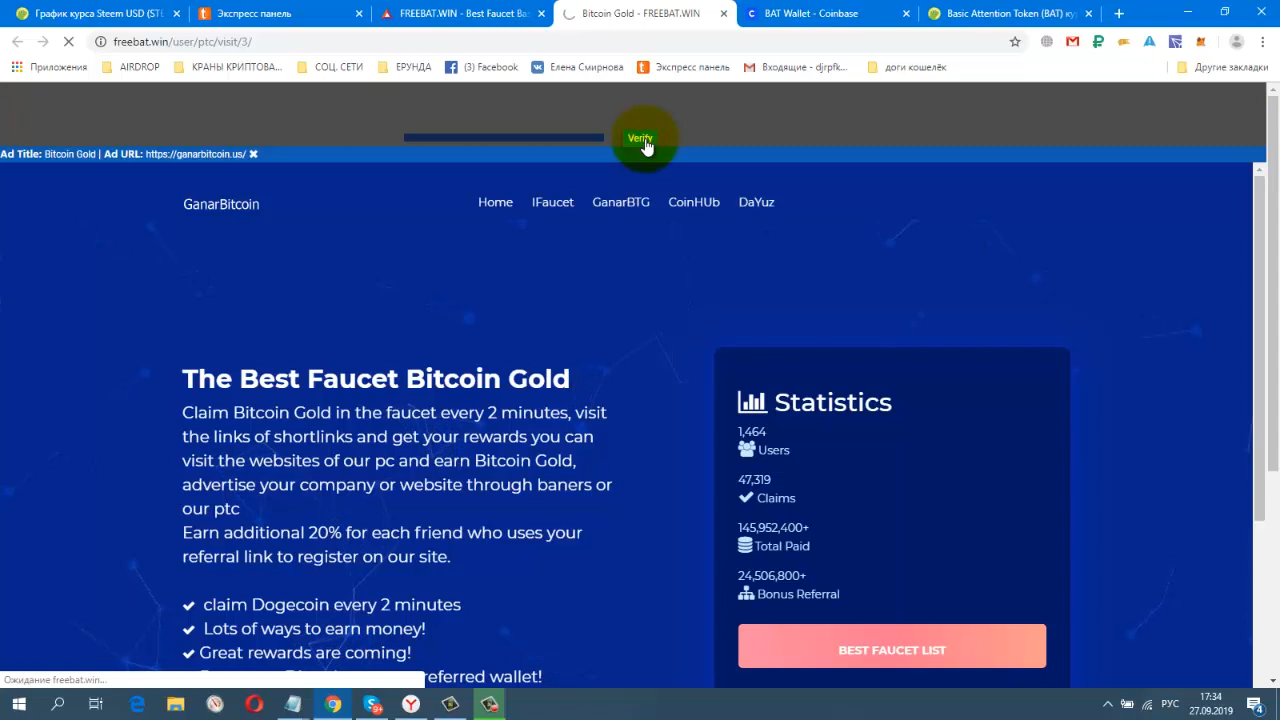 График курса Steem USD (STE
Экспресс панель
FREEBAT.WIN - Best Faucet Ba
Bitcoin Gold - FREEBAT.WIN
BAT Wallet - Coinbase
Basic Attention Token (BAT) ку
freebat.win/user/ptc/visit/3/
Приложения
AIRDROP
КРАНЫ КРИПТОВА...
СОЦ. СЕТИ
ЕРУНДА
(3) Facebook
Елена Смирнова
Экспресс панель
Входящие - djrpfk...
доги кошелёк
Другие закладки
Verify
Ad Title: Bitcoin Gold | Ad URL: https://ganarbitcoin.us/
GanarBitcoin
Home
IFaucet
GanarBTG
CoinHUb
DaYuz
The Best Faucet Bitcoin Gold
Claim Bitcoin Gold in the faucet every 2 minutes, visit
the links of shortlinks and get your rewards you can
visit the websites of our pc and earn Bitcoin Gold,
advertise your company or website through baners or
our ptc
Earn additional 20% for each friend who uses your
referral link to register on our site.
claim Dogecoin every 2 minutes
Lots of ways to earn money!
Great rewards are coming!
referred wallet!
Statistics
1,464
Users
47,319
Claims
145,952,400+
Total Paid
24,506,800+
Bonus Referral
BEST FAUCET LIST
Ожидание freebat.win...
РУС
17:34
27.09.2019